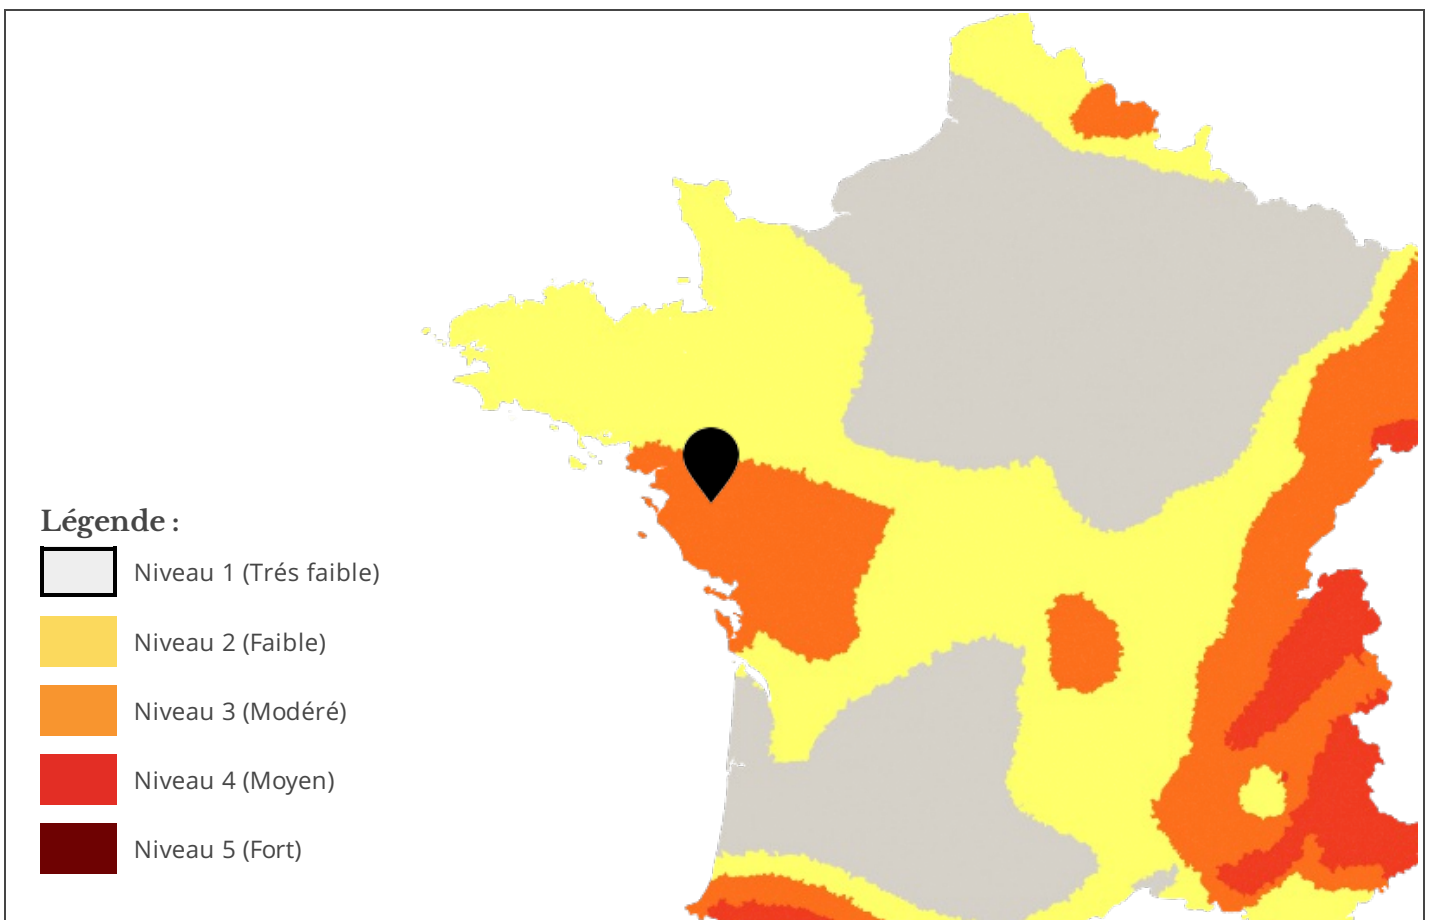 Légende :
Niveau 1 (Trés faible)
Niveau 2 (Faible)
Niveau 3 (Modéré)
Niveau 4 (Moyen)
Niveau 5 (Fort)